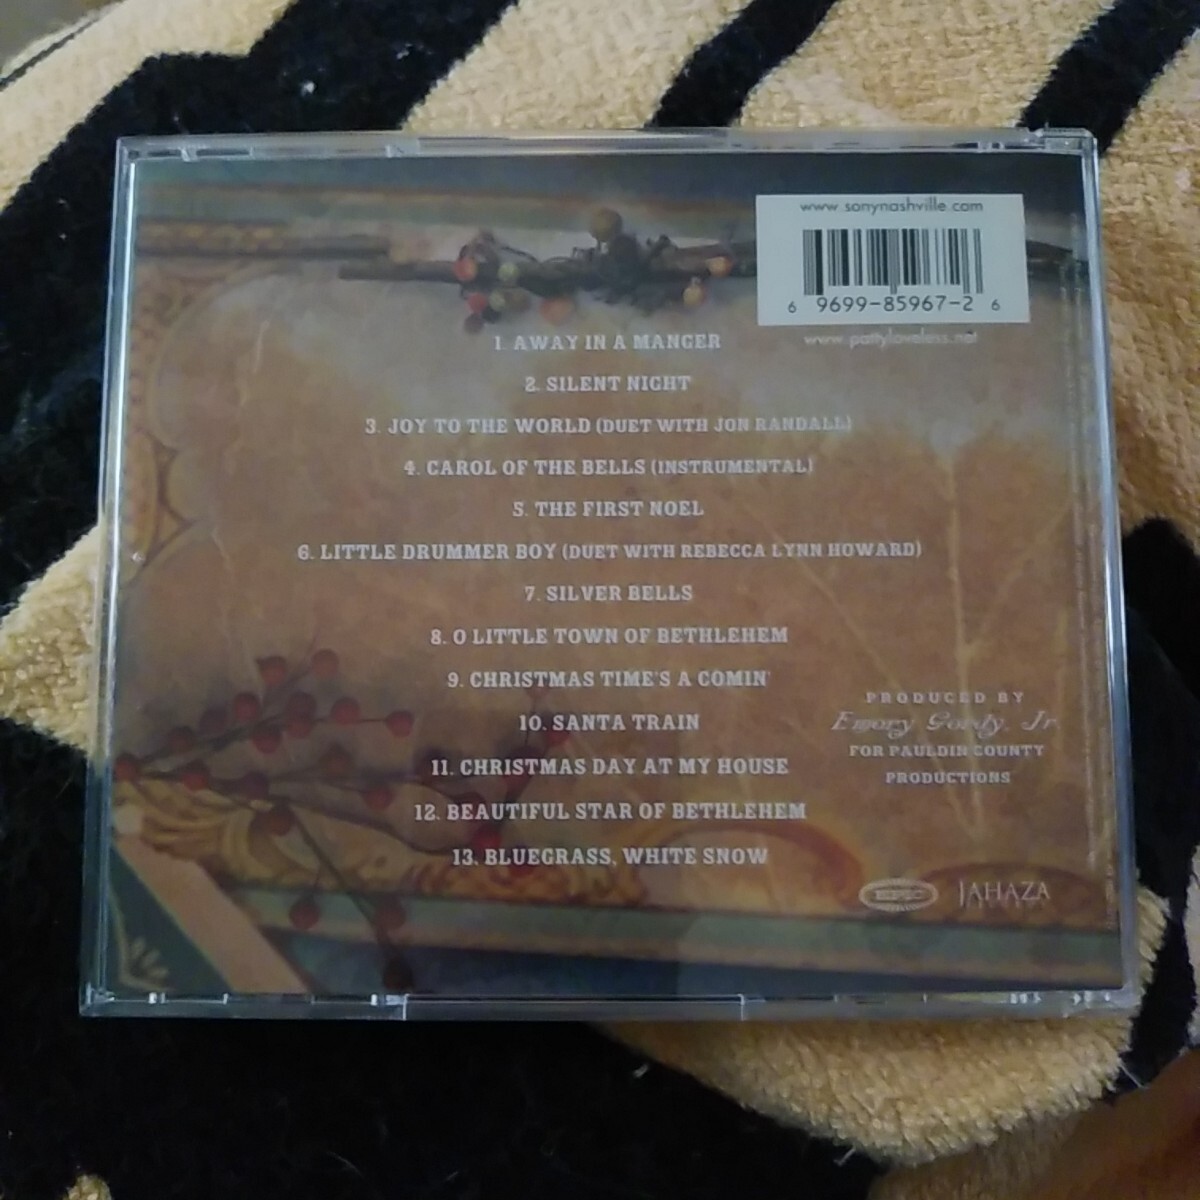 www.sonynashville.com
6 9699-85967-2 6
www.pattyloveless.net
1. AWAY IN A MANGER
2. SILENT NIGHT
3. JOY TO THE WORLD (DUET WITH JON RANDALL)
4. CAROL OF THE BELLS (INSTRUMENTAL)
5. THE FIRST NOEL
6. LITTLE DRUMMER BOY (DUET WITH REBECCA LYNN HOWARD)
7. SILVER BELLS
8. O LITTLE TOWN OF BETHLEHEM
9. CHRISTMAS TIME'S A COMIN'
10. SANTA TRAIN
11. CHRISTMAS DAY AT MY HOUSE
12. BEAUTIFUL STAR OF BETHLEHEM
13. BLUEGRASS, WHITE SNOW
PRODUCED BY
Emory Gordy, Jr.
FOR PAULDIN COUNTY
PRODUCTIONS
EPIC
JAHAZA